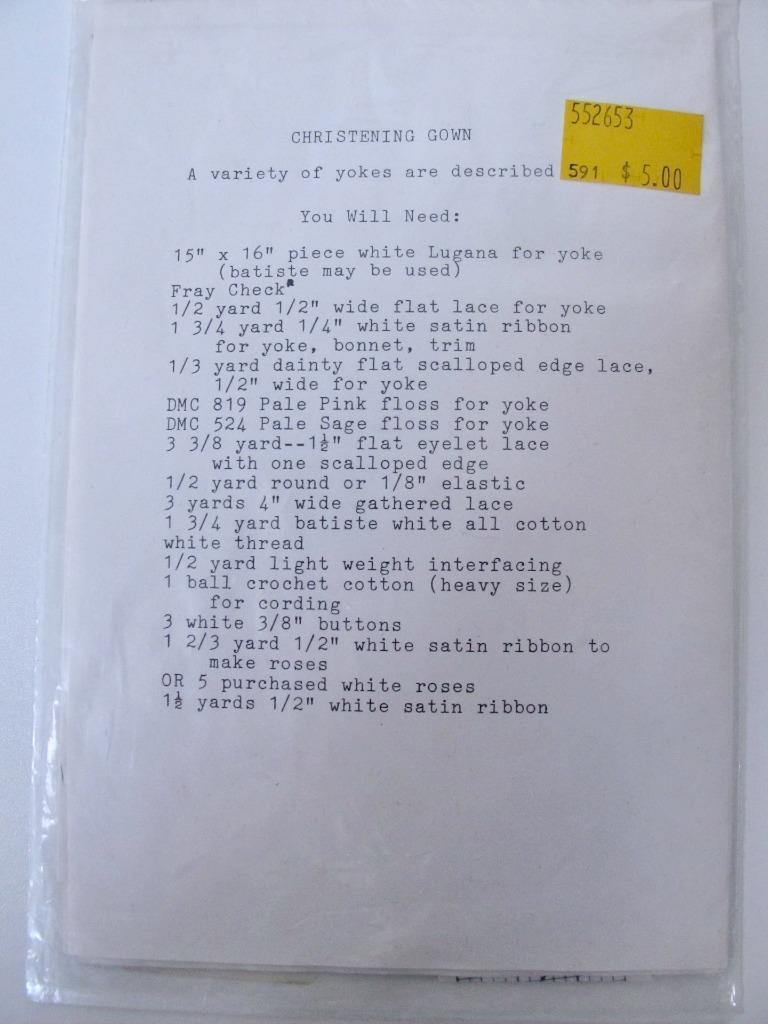 552653
CHRISTENING GOWN
A variety of yokes are described
591 $ 5.00
You Will Need:
15" x 16" piece white Lugana for yoke
(batiste may be used)
Fray Check
1/2 yard 1/2" wide flat lace for yoke
1 3/4 yard 1/4" white satin ribbon
for yoke, bonnet, trim
1/3 yard dainty flat scalloped edge lace,
1/2" wide for yoke
DMC 819 Pale Pink floss for yoke
DMC 524 Pale Sage floss for yoke
3 3/8 yard--1½" flat eyelet lace
with one scalloped edge
1/2 yard round or 1/8" elastic
3 yards 4" wide gathered lace
1 3/4 yard batiste white all cotton
white thread
1/2 yard light weight interfacing
1 ball crochet cotton (heavy size)
for cording
3 white 3/8" buttons
1 2/3 yard 1/2" white satin ribbon to
make roses
OR 5 purchased white roses
1½ yards 1/2" white satin ribbon